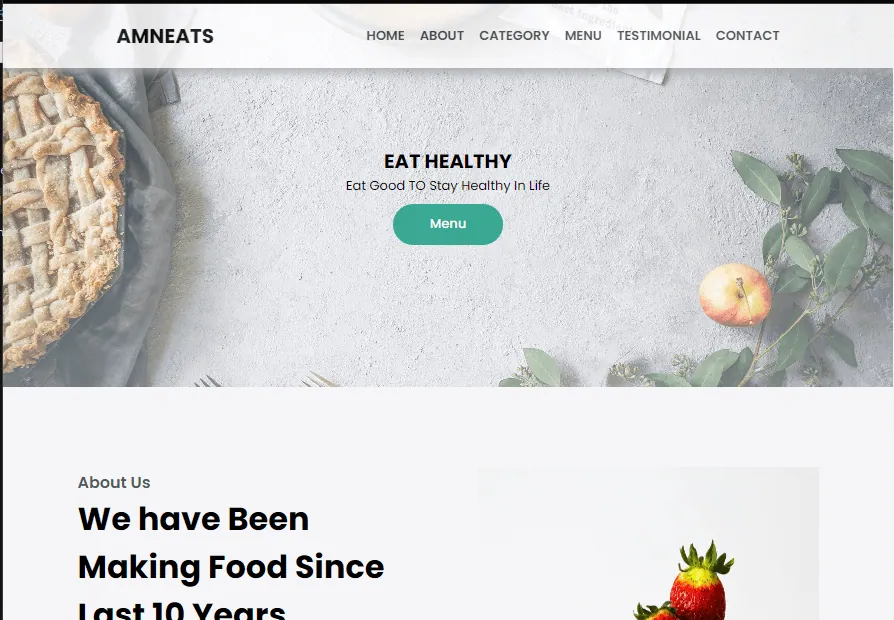 AMNEATS
HOME ABOUT CATEGORY MENU TESTIMONIAL CONTACT
EAT HEALTHY
Eat Good TO Stay Healthy In Life
Menu
About Us
We have Been
Making Food Since
Last 10 Years